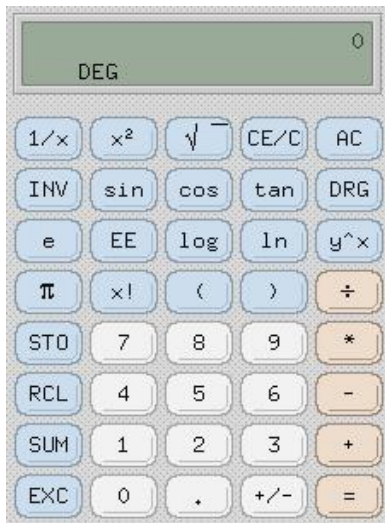 0
DEG
1/x x² √‾ CE/C AC
INV sin cos tan DRG
e EE log ln y^x
π x! ( ) ÷
STO 7 8 9 *
RCL 4 5 6 -
SUM 1 2 3 +
EXC 0 . +/- =